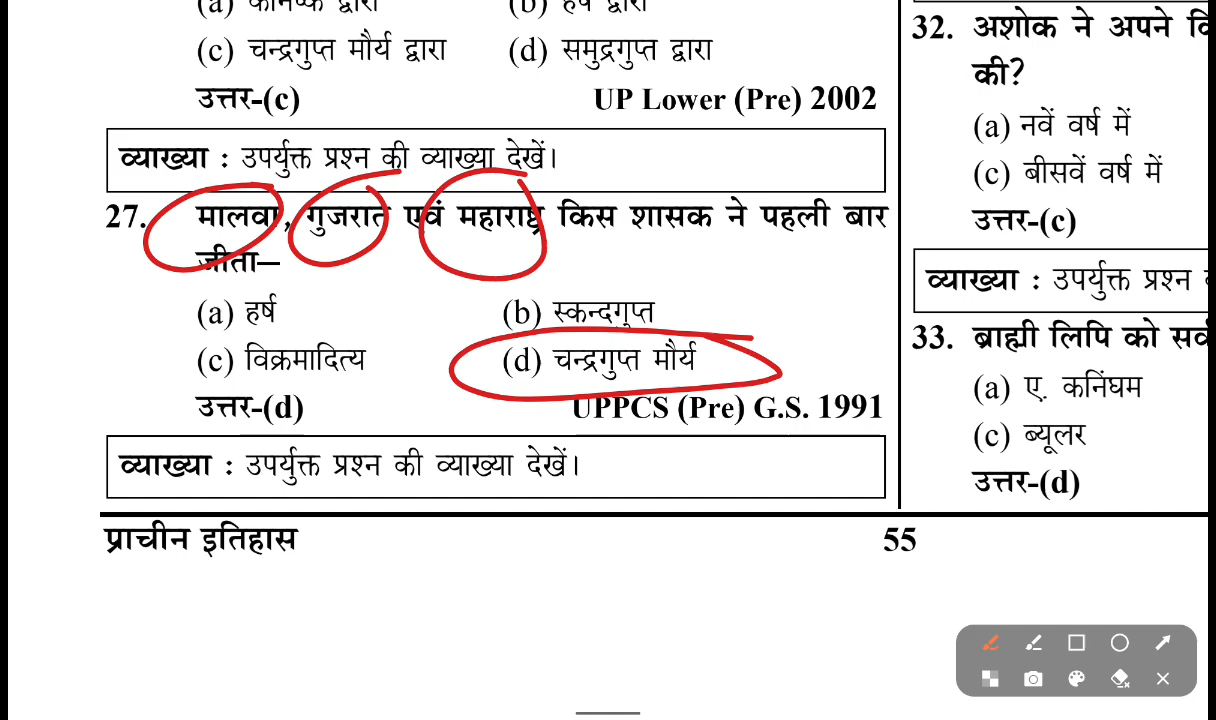 (a) कनिष्क द्वारा (b) हर्ष द्वारा
(c) चन्द्रगुप्त मौर्य द्वारा (d) समुद्रगुप्त द्वारा
उत्तर-(c) UP Lower (Pre) 2002
व्याख्या : उपर्युक्त प्रश्न की व्याख्या देखें।
27. मालवा, गुजरात एवं महाराष्ट्र किस शासक ने पहली बार
जीता–
(a) हर्ष (b) स्कन्दगुप्त
(c) विक्रमादित्य (d) चन्द्रगुप्त मौर्य
उत्तर-(d) UPPCS (Pre) G.S. 1991
व्याख्या : उपर्युक्त प्रश्न की व्याख्या देखें।
प्राचीन इतिहास 55
32. अशोक ने अपने
की?
(a) नवें वर्ष में
(c) बीसवें वर्ष में
उत्तर-(c)
व्याख्या : उपर्युक्त प्रश्न
33. ब्राह्मी लिपि को
(a) ए. कनिंघम
(c) ब्यूलर
उत्तर-(d)